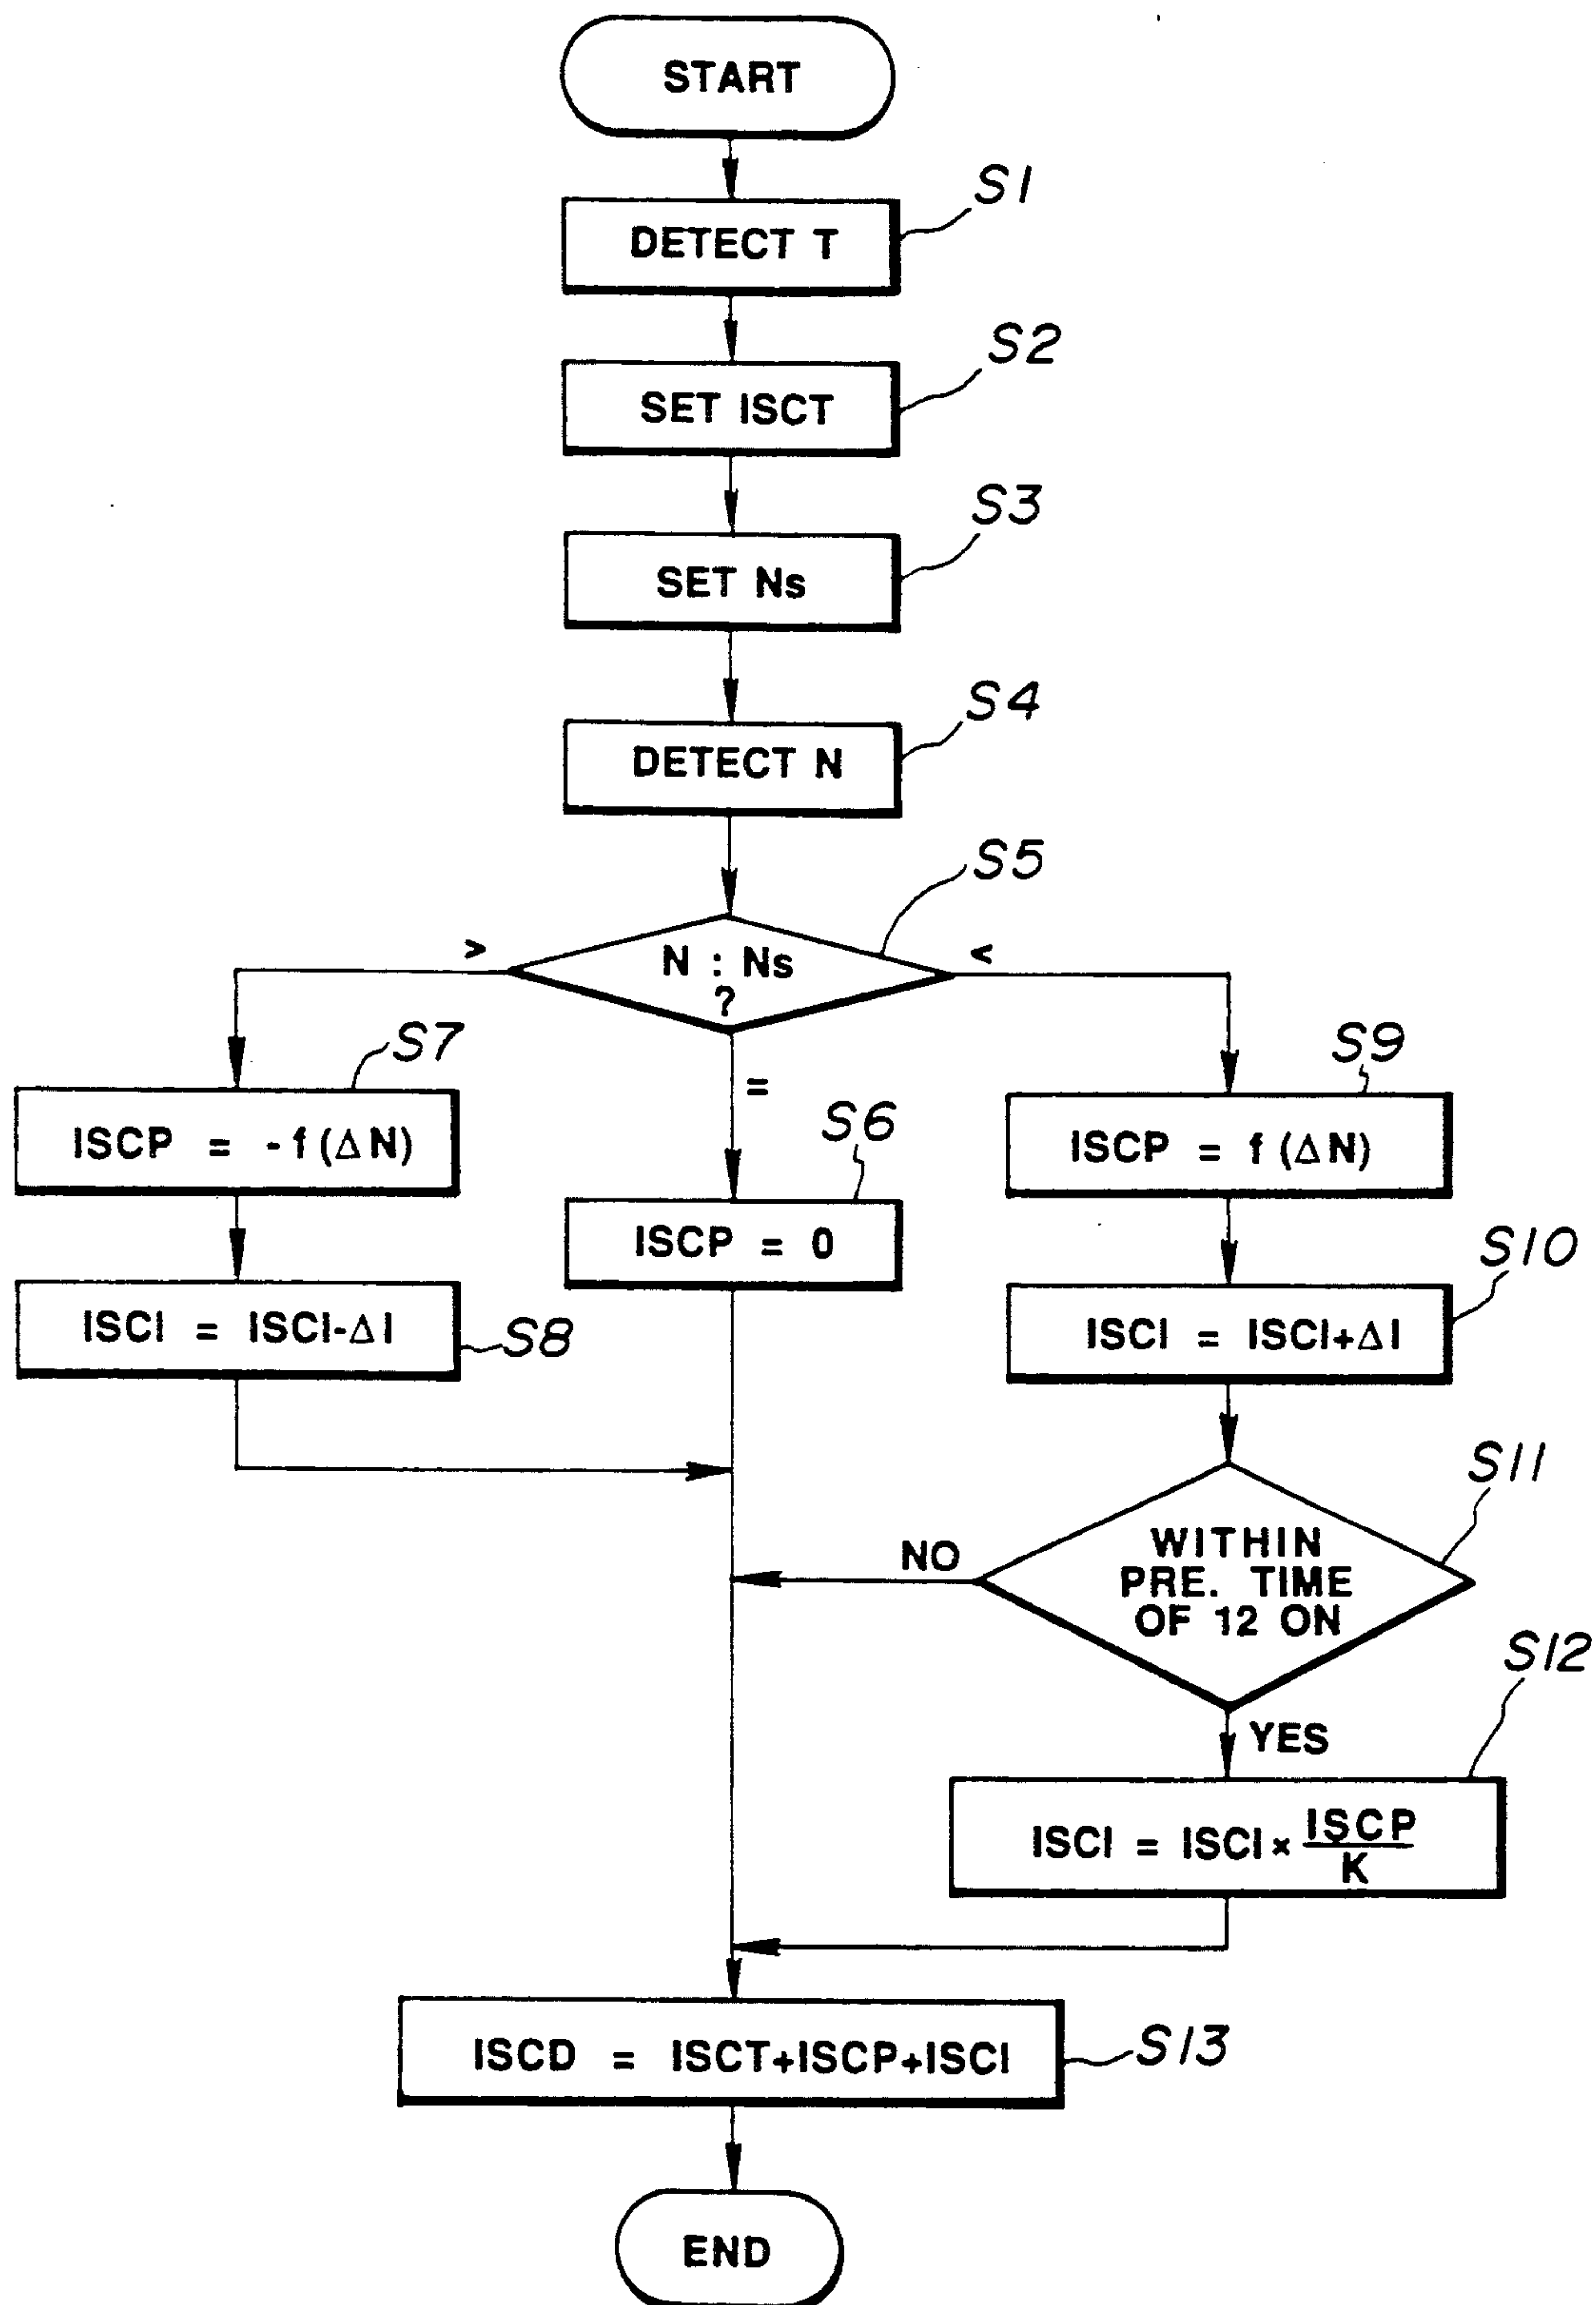 START
S1
DETECT T
S2
SET ISCT
S3
SET Ns
S4
DETECT N
S5
>
N : Ns
?
<
S7
ISCP = -f(ΔN)
=
S9
ISCP = f(ΔN)
S6
ISCP = 0
S8
ISCI = ISCI-ΔI
S10
ISCI = ISCI+ΔI
S11
WITHIN
PRE. TIME
OF 12 ON
NO
YES
S12
ISCI = ISCI× ISCP
K
ISCD = ISCT+ISCP+ISCI
S13
END